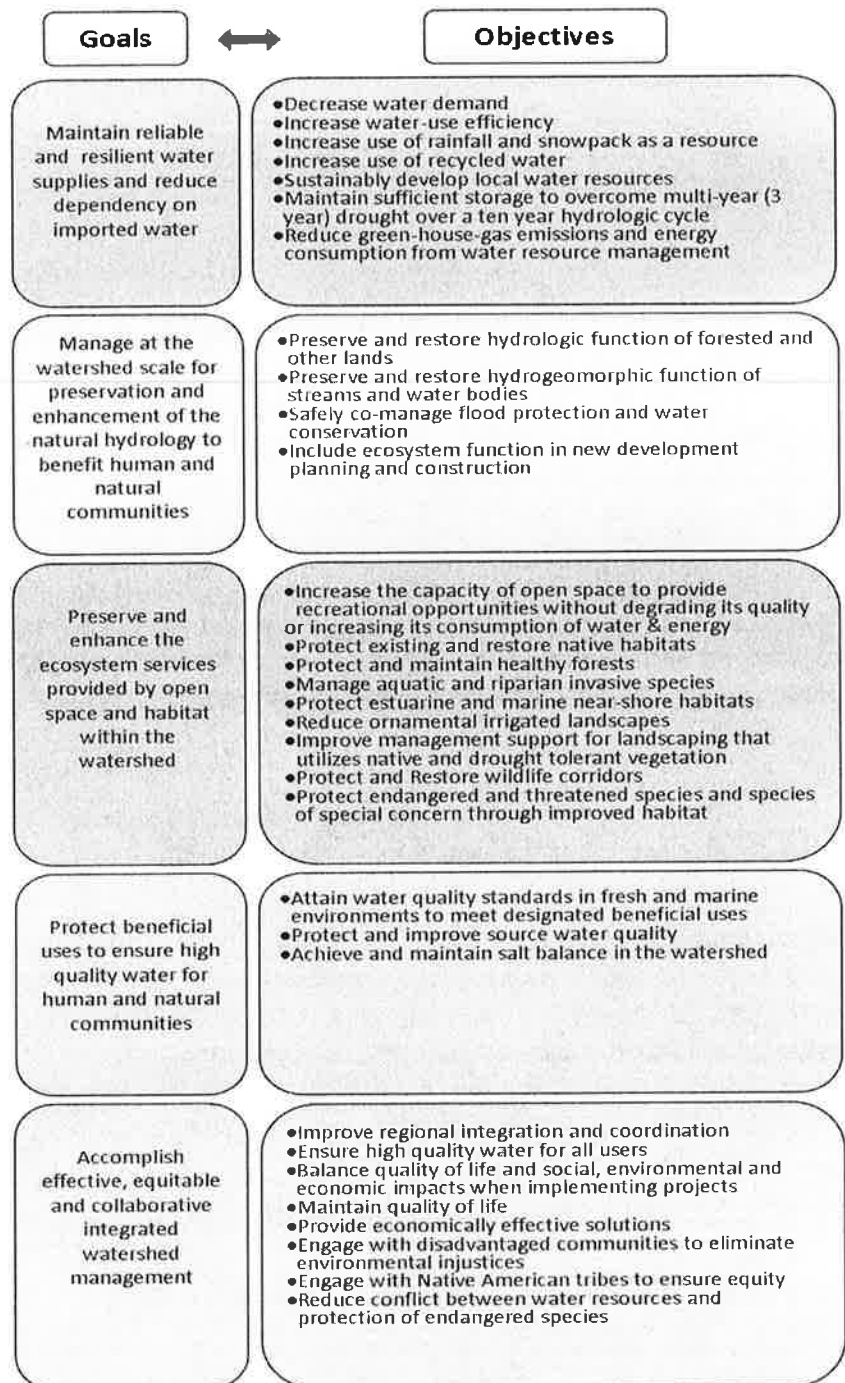 Goals
Objectives
Maintain reliable
and resilient water
supplies and reduce
dependency on
imported water
•Decrease water demand
•Increase water-use efficiency
•Increase use of rainfall and snowpack as a resource
•Increase use of recycled water
•Sustainably develop local water resources
•Maintain sufficient storage to overcome multi-year (3
year) drought over a ten year hydrologic cycle
•Reduce green-house-gas emissions and energy
consumption from water resource management
Manage at the
watershed scale for
preservation and
enhancement of the
natural hydrology to
benefit human and
natural
communities
•Preserve and restore hydrologic function of forested and
other lands
•Preserve and restore hydrogeomorphic function of
streams and water bodies
•Safely co-manage flood protection and water
conservation
•Include ecosystem function in new development
planning and construction
Preserve and
enhance the
ecosystem services
provided by open
space and habitat
within the
watershed
•Increase the capacity of open space to provide
recreational opportunities without degrading its quality
or increasing its consumption of water & energy
•Protect existing and restore native habitats
•Protect and maintain healthy forests
•Manage aquatic and riparian invasive species
•Protect estuarine and marine near-shore habitats
•Reduce ornamental irrigated landscapes
•Improve management support for landscaping that
utilizes native and drought tolerant vegetation
•Protect and Restore wildlife corridors
•Protect endangered and threatened species and species
of special concern through improved habitat
Protect beneficial
uses to ensure high
quality water for
human and natural
communities
•Attain water quality standards in fresh and marine
environments to meet designated beneficial uses
•Protect and improve source water quality
•Achieve and maintain salt balance in the watershed
Accomplish
effective, equitable
and collaborative
integrated
watershed
management
•Improve regional integration and coordination
•Ensure high quality water for all users
•Balance quality of life and social, environmental and
economic impacts when implementing projects
•Maintain quality of life
•Provide economically effective solutions
•Engage with disadvantaged communities to eliminate
environmental injustices
•Engage with Native American tribes to ensure equity
•Reduce conflict between water resources and
protection of endangered species